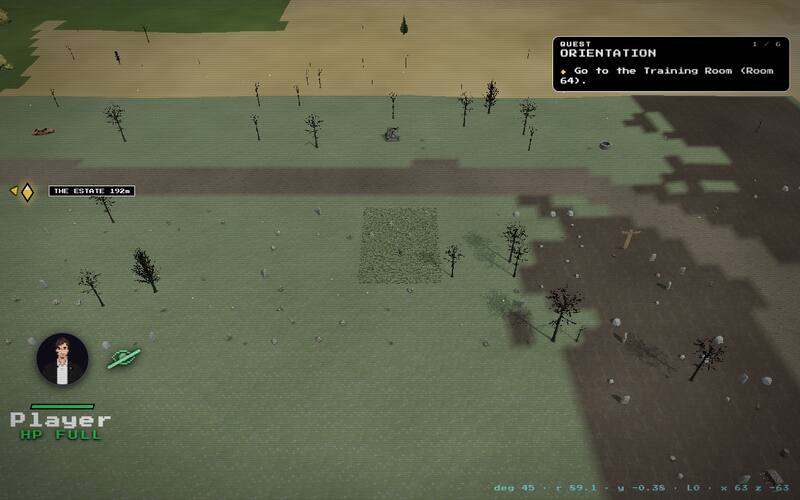 QUEST 1 / 6
ORIENTATION
Go to the Training Room (Room
64).
THE ESTATE 192m
Player
HP FULL
deg 45 · r 89.1 · y -0.38 · L0 · x 63 z -63